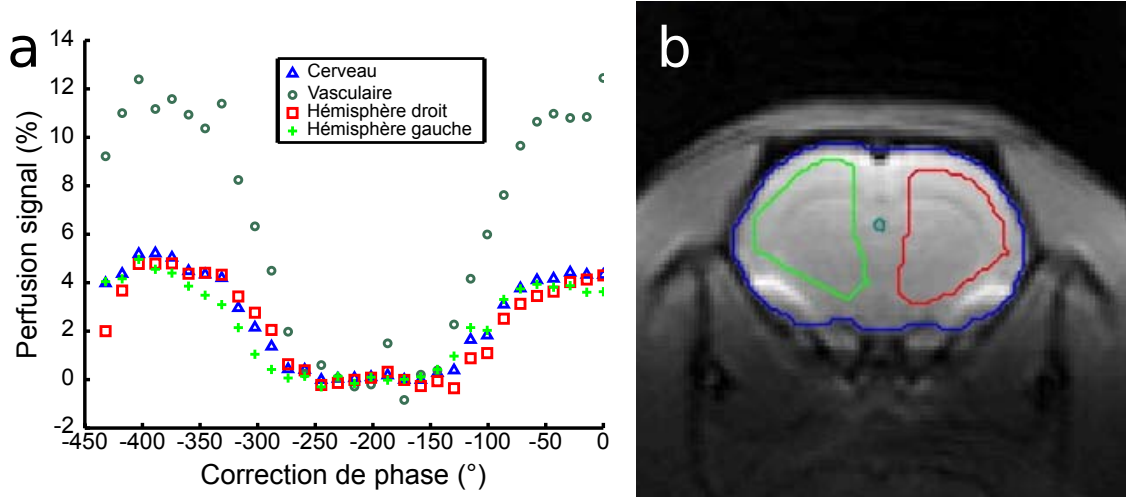 a
b
14
12
10
8
6
4
2
0
-2
Perfusion signal (%)
Cerveau
Vasculaire
Hémisphère droit
Hémisphère gauche
-450 -400 -350 -300 -250 -200 -150 -100 -50 0
Correction de phase (°)